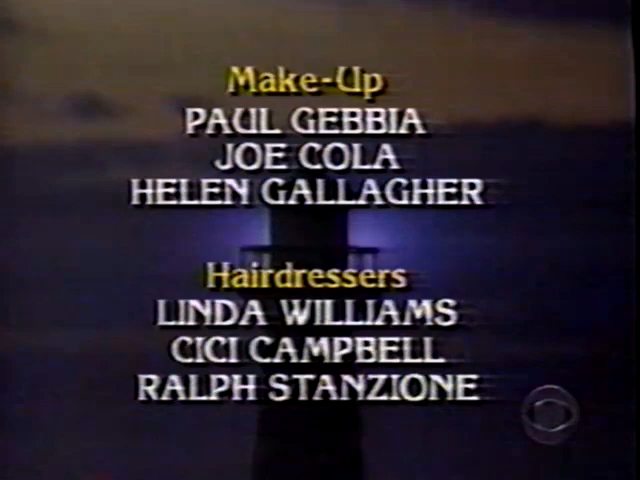 Make-Up
PAUL GEBBIA
JOE COLA
HELEN GALLAGHER
Hairdressers
LINDA WILLIAMS
CICI CAMPBELL
RALPH STANZIONE